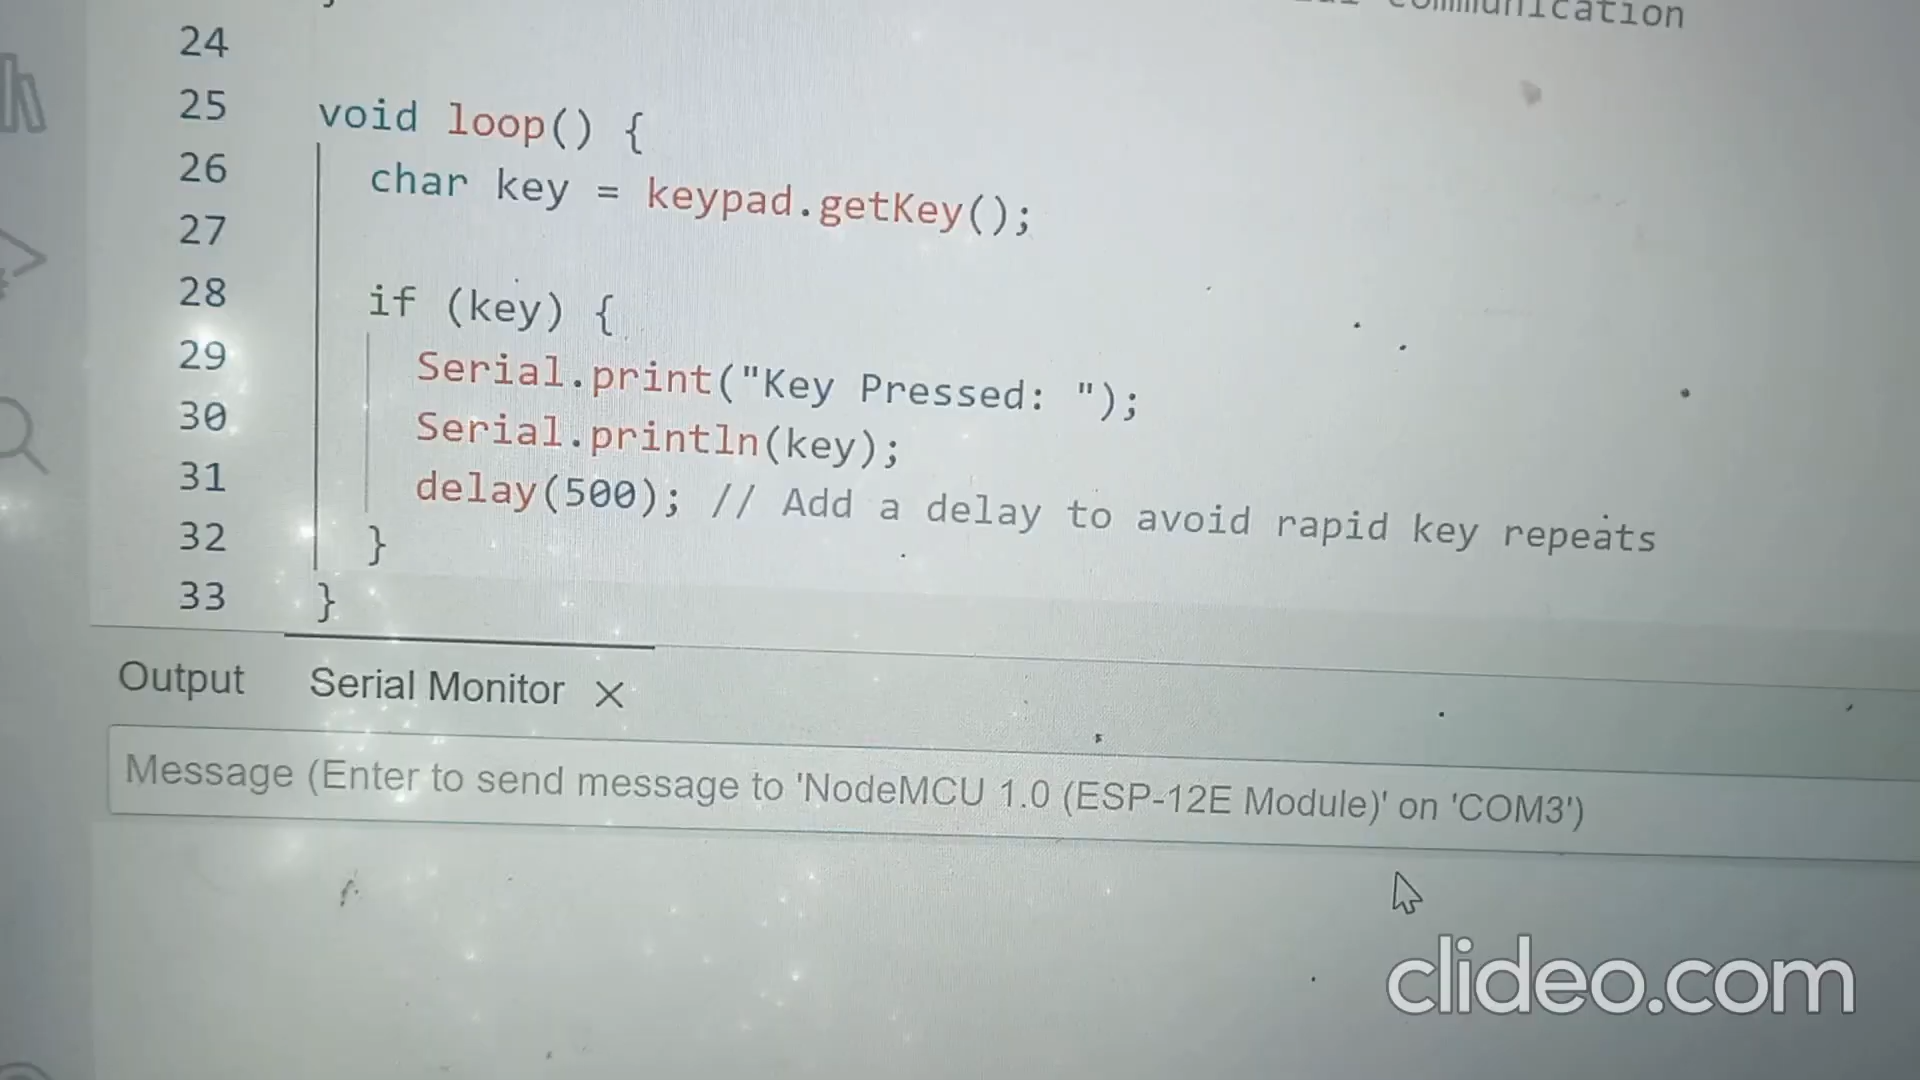 communication
24
25 void loop() {
26 char key = keypad.getKey();
27
28 if (key) {
29 Serial.print("Key Pressed: ");
30 Serial.println(key);
31 delay(500); // Add a delay to avoid rapid key repeats
32 }
33 }
Output Serial Monitor X
Message (Enter to send message to 'NodeMCU 1.0 (ESP-12E Module)' on 'COM3')
clideo.com